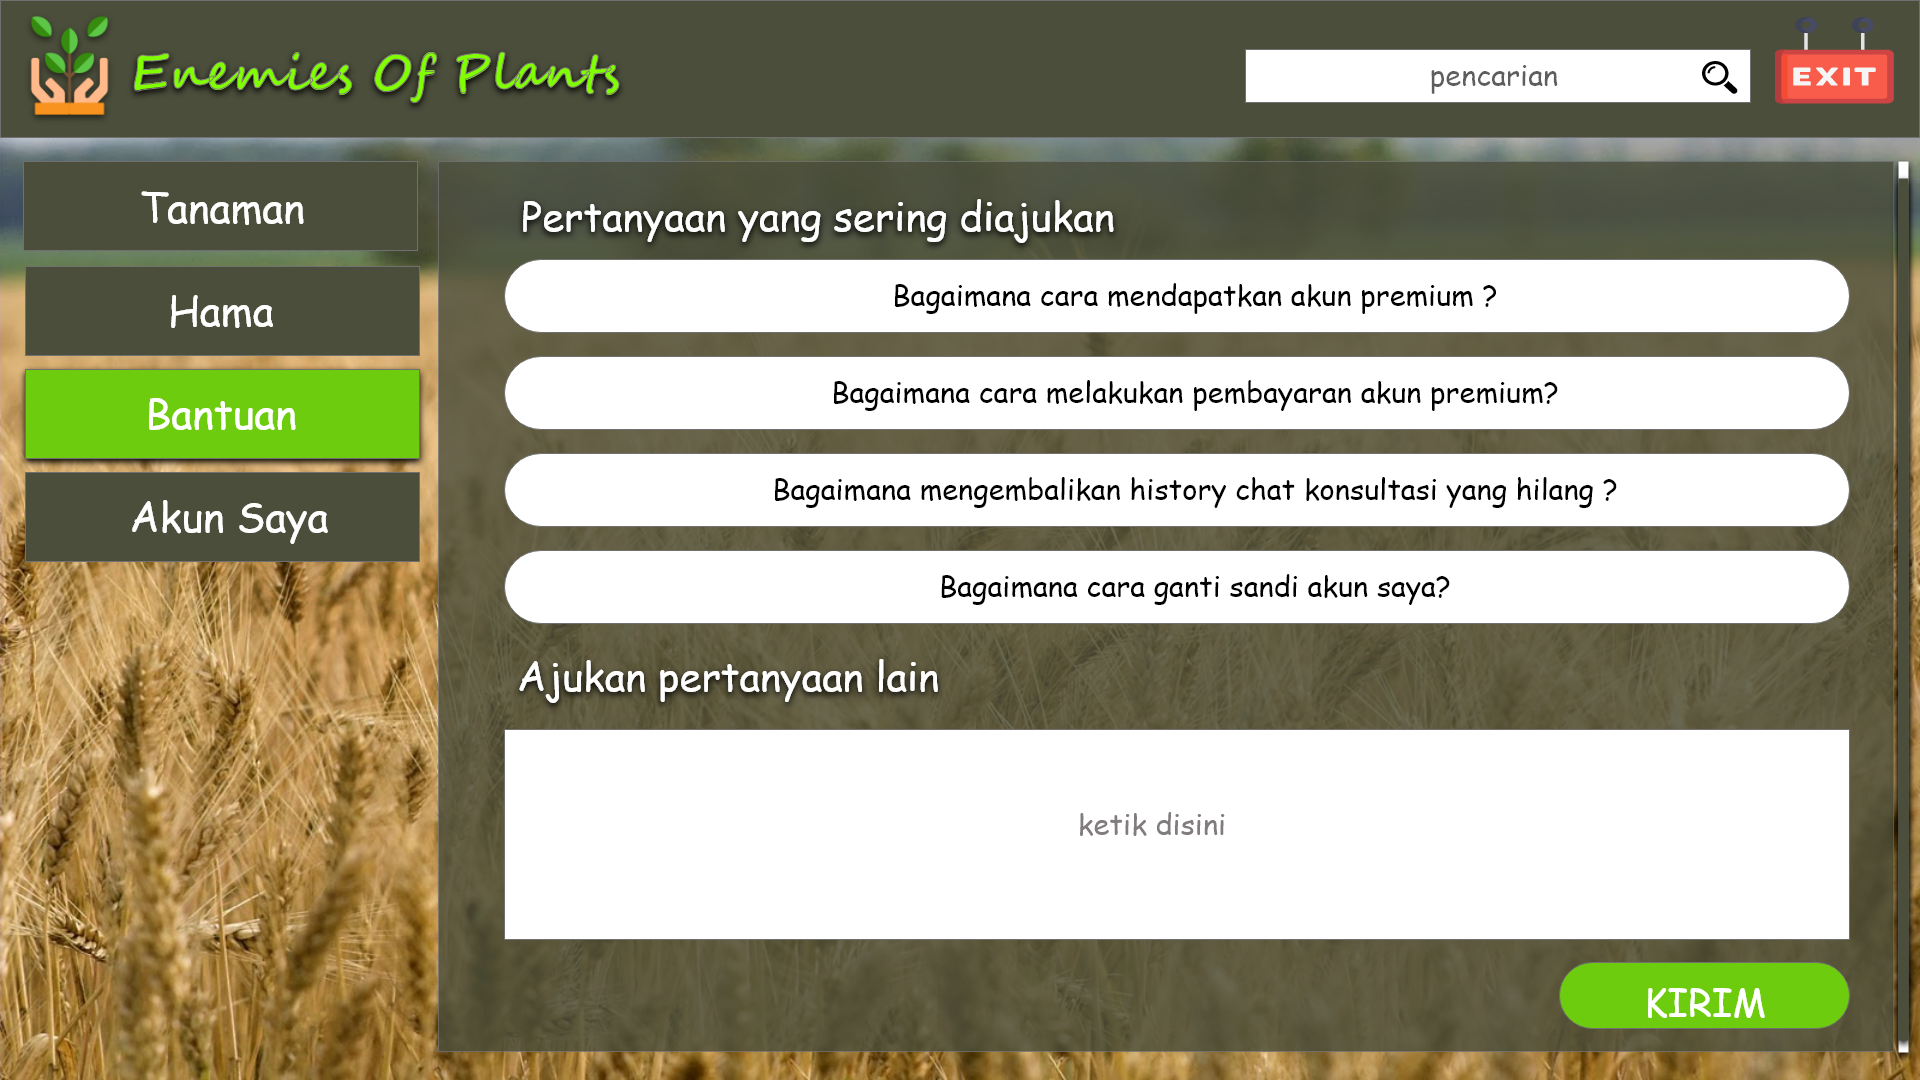 Enemies Of Plants
pencarian
EXIT
Tanaman
Hama
Bantuan
Akun Saya
Pertanyaan yang sering diajukan
Bagaimana cara mendapatkan akun premium ?
Bagaimana cara melakukan pembayaran akun premium?
Bagaimana mengembalikan history chat konsultasi yang hilang ?
Bagaimana cara ganti sandi akun saya?
Ajukan pertanyaan lain
ketik disini
KIRIM